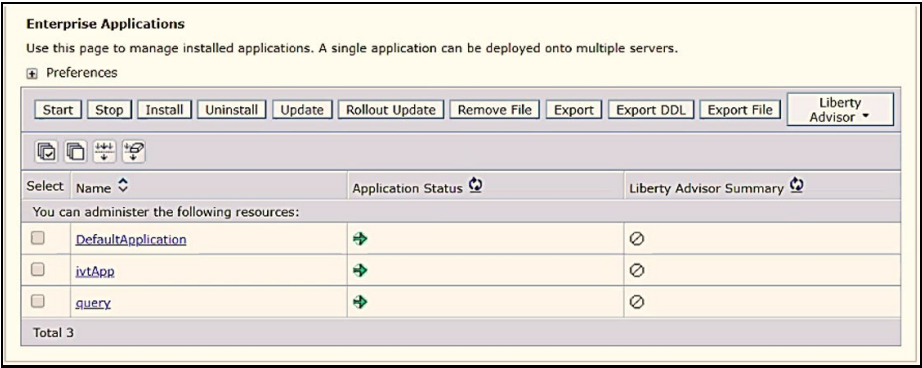 Enterprise Applications
Use this page to manage installed applications. A single application can be deployed onto multiple servers.
Preferences
Start Stop Install Uninstall Update Rollout Update Remove File Export Export DDL Export File Liberty Advisor
Select Name Application Status Liberty Advisor Summary
You can administer the following resources:
DefaultApplication
ivtApp
query
Total 3